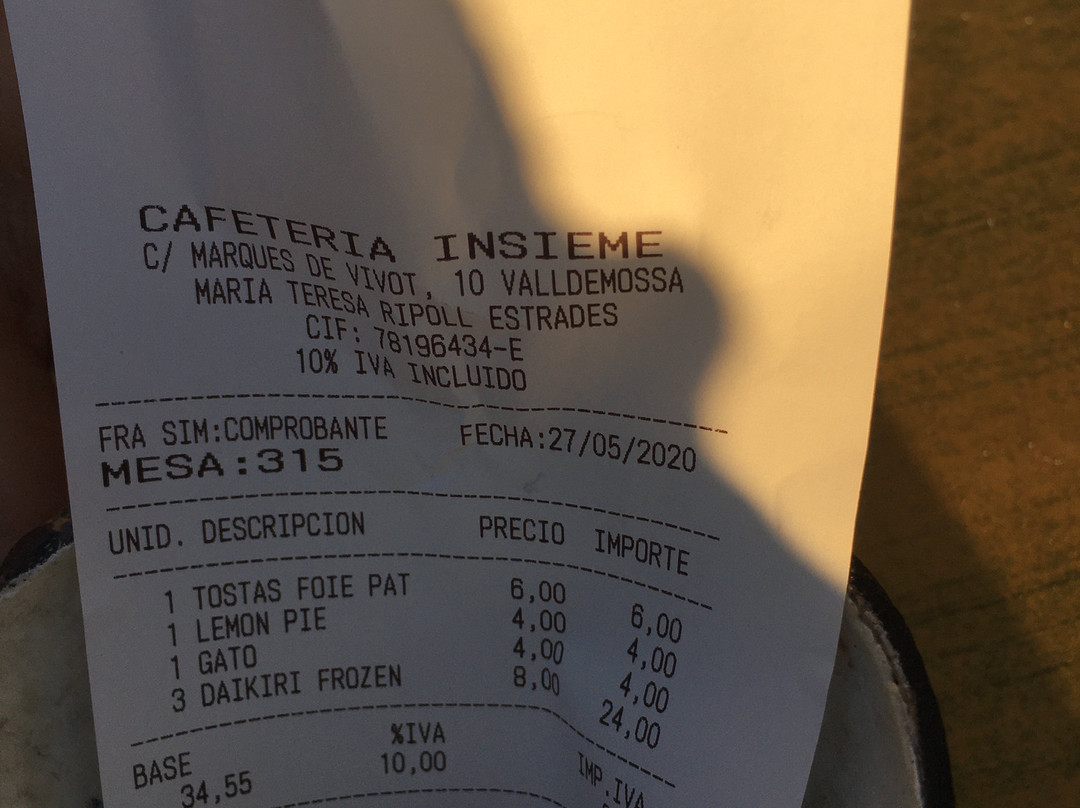 CAFETERIA INSIEME
C/ MARQUES DE VIVOT, 10 VALLDEMOSSA
MARIA TERESA RIPOLL ESTRADES
CIF: 78196434-E
10% IVA INCLUIDO
FRA SIM:COMPROBANTE FECHA:27/05/2020
MESA:315
UNID. DESCRIPCION PRECIO IMPORTE
1 TOSTAS FOIE PAT 6,00 6,00
1 LEMON PIE 4,00 4,00
1 GATO 4,00 4,00
3 DAIKIRI FROZEN 8,00 24,00
BASE %IVA IMP.IVA
34,55 10,00